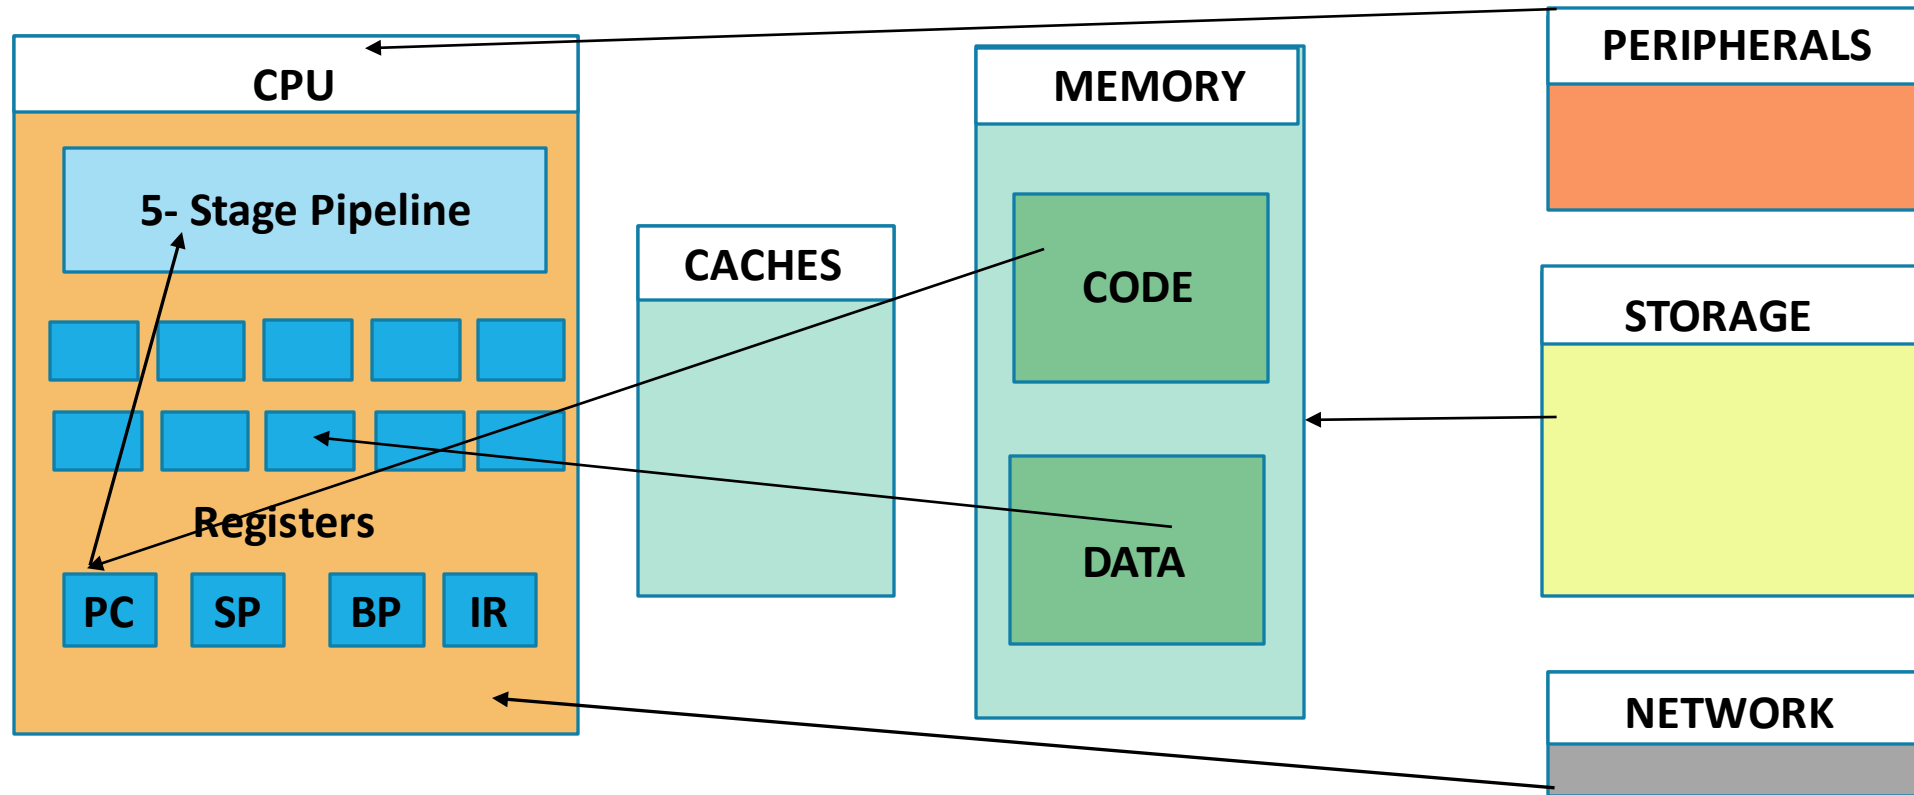 CPU
5- Stage Pipeline
Registers
PC
SP
BP
IR
CACHES
MEMORY
CODE
DATA
PERIPHERALS
STORAGE
NETWORK